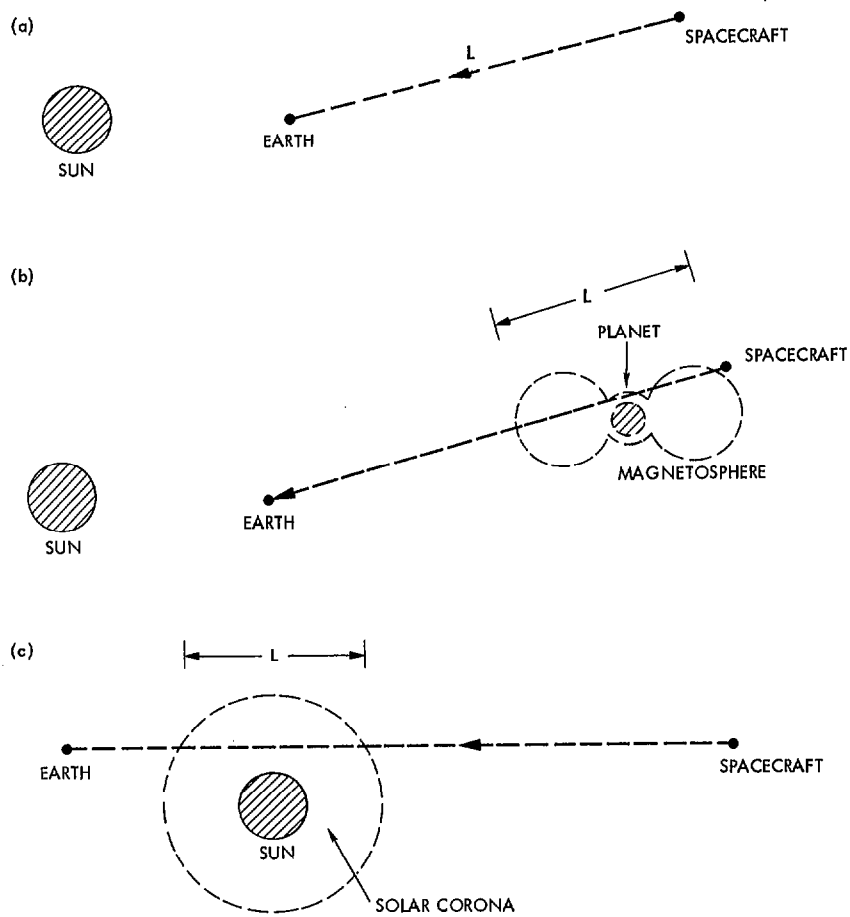 (a)
SPACECRAFT
L
EARTH
SUN
(b)
L
PLANET
SPACECRAFT
MAGNETOSPHERE
EARTH
SUN
(c)
L
EARTH
SPACECRAFT
SUN
SOLAR CORONA